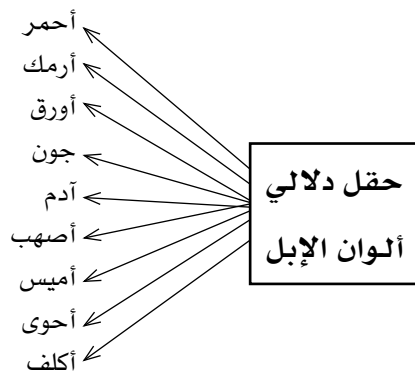 حقل دلالي
ألوان الإبل
أحمر
أرمك
أورق
جون
آدم
أصهب
أميس
أحوى
أكلف